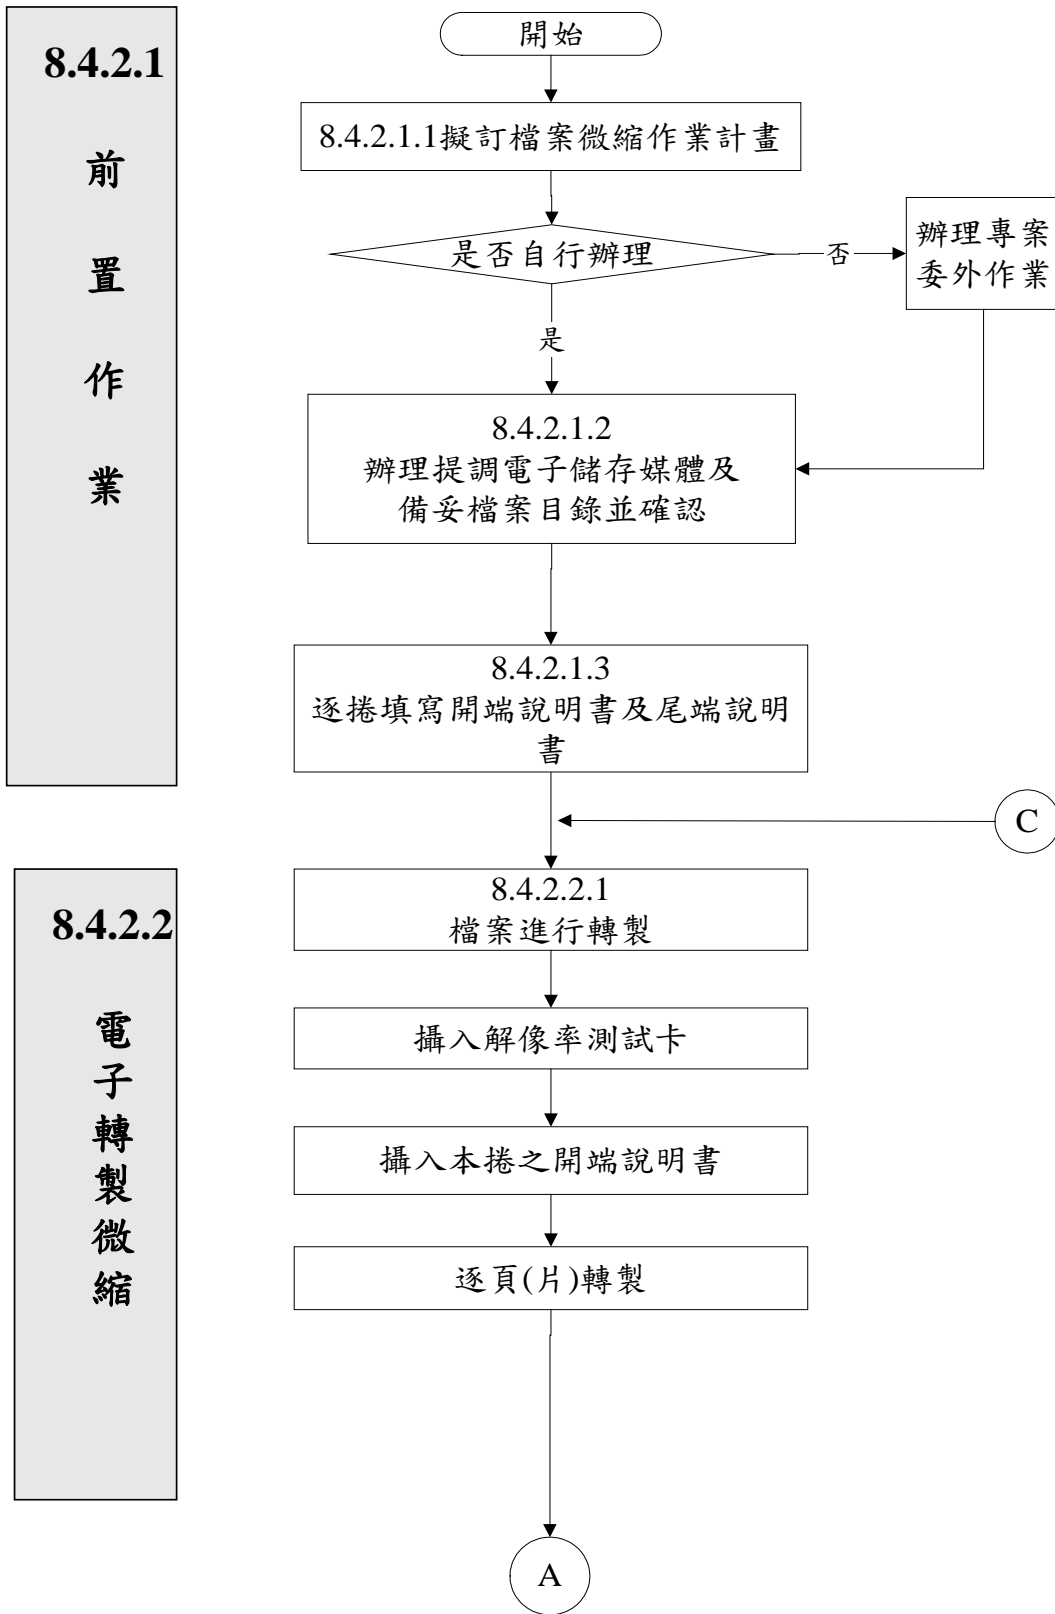 8.4.2.1
前
置
作
業
開始
8.4.2.1.1擬訂檔案微縮作業計畫
是否自行辦理
否
辦理專案
委外作業
是
8.4.2.1.2
辦理提調電子儲存媒體及
備妥檔案目錄並確認
8.4.2.1.3
逐捲填寫開端說明書及尾端說明
書
C
8.4.2.2
電
子
轉
製
微
縮
8.4.2.2.1
檔案進行轉製
攝入解像率測試卡
攝入本捲之開端說明書
逐頁(片)轉製
A